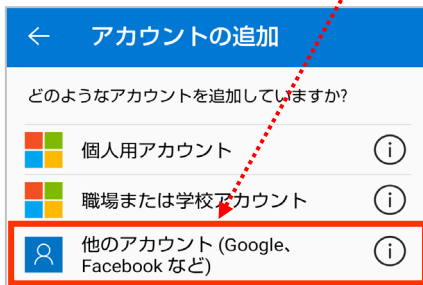 アカウントの追加
どのようなアカウントを追加していますか?
個人用アカウント
職場または学校アカウント
他のアカウント (Google、
Facebook など)